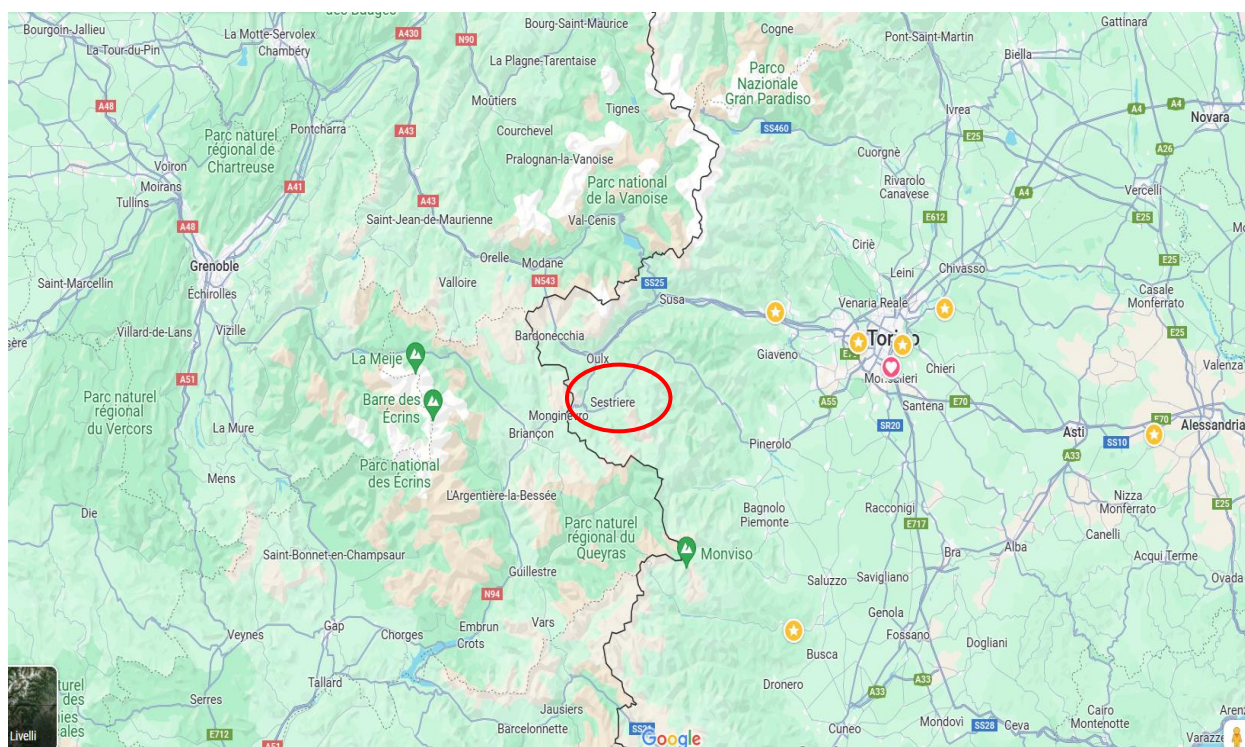 des Bauges
Bourgoin-Jallieu
La Motte-Servolex
Chambéry
A430
N90
Bourg-Saint-Maurice
Cogne
Pont-Saint-Martin
Gattinara
La Tour-du-Pin
La Plagne-Tarentaise
Parco
Nazionale
Gran Paradiso
Biella
A48
Moûtiers
Tignes
Ivrea
A4
A4
Novara
Parc naturel
régional de
Chartreuse
Pontcharra
A43
Courchevel
SS460
E25
A26
Voiron
Moirans
Tullins
A41
Pralognan-la-Vanoise
Cuorgnè
Parc national
de la Vanoise
Rivarolo
Canavese
A4
Vercelli
A43
Saint-Jean-de-Maurienne
Val-Cenis
E612
E25
A48
Grenoble
Orelle
Modane
Ciriè
Leini
Chivasso
E25
Saint-Marcellin
Échirolles
Valloire
N543
SS25
Susa
Venaria Reale
Casale
Monferrato
Villard-de-Lans
Vizille
Bardonecchia
Torino
E25
La Meije
Oulx
Giaveno
Chieri
Valenza
A51
Parc naturel
régional
du Vercors
Barre des
Écrins
Sestriere
A55
Santena
E70
E70
La Mure
Monginevro
Briançon
SR20
Asti
Alessandria
Pinerolo
SS10
A33
Mens
Parc national
des Écrins
L'Argentière-la-Bessée
Bagnolo
Piemonte
Racconigi
Nizza
Monferrato
E25
Die
Parc naturel
régional du
Queyras
E717
Canelli
Saint-Bonnet-en-Champsaur
Monviso
Bra
Alba
Acqui Terme
Guillestre
Saluzzo
Savigliano
Ovada
N94
Genola
Veynes
Gap
Chorges
Embrun
Crots
Vars
Fossano
Dogliani
Busca
Serres
Tallard
Dronero
A33
A33
Jausiers
Cairo
Montenotte
Livelli
E712
A51
Barcelonnette
Google
Cuneo
Mondovì
SS28
Ceva
Varazze